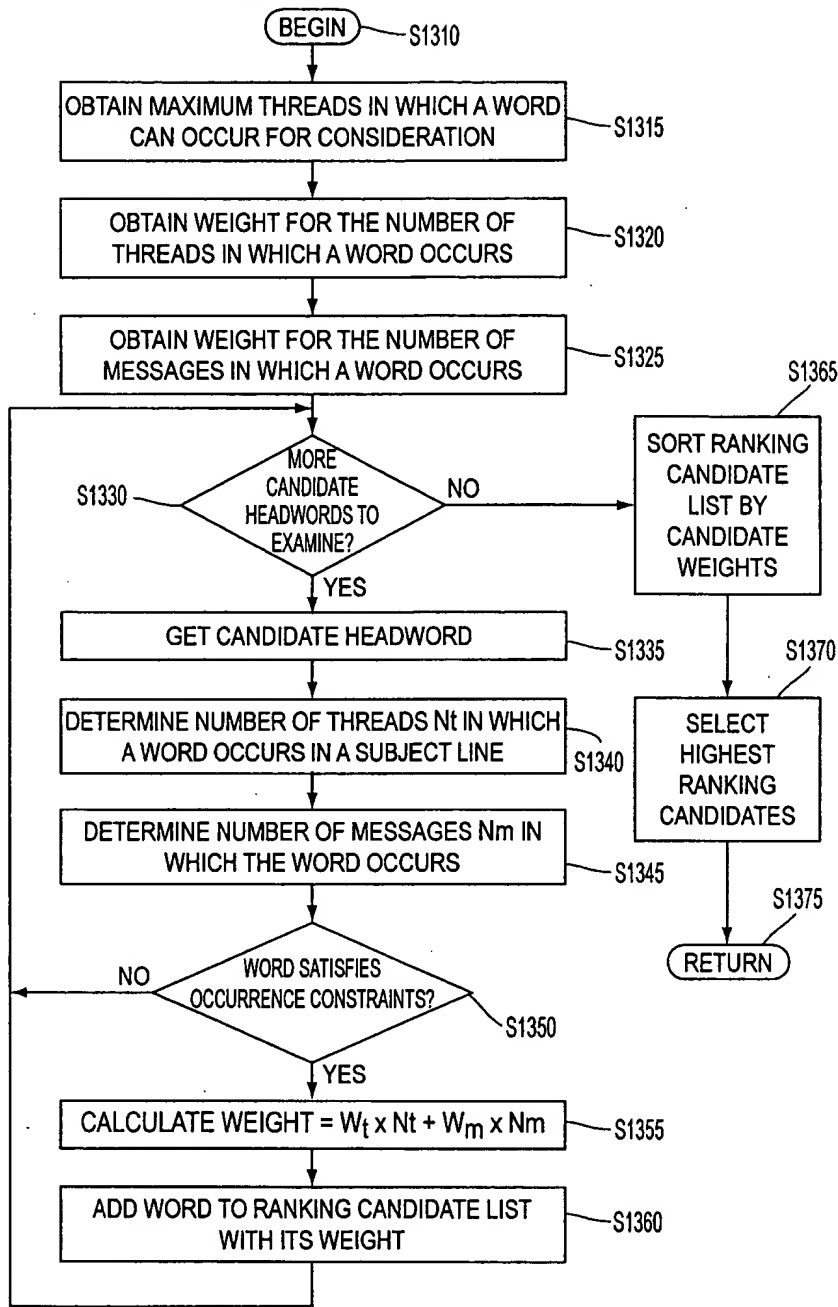 BEGIN
S1310
OBTAIN MAXIMUM THREADS IN WHICH A WORD
CAN OCCUR FOR CONSIDERATION
S1315
OBTAIN WEIGHT FOR THE NUMBER OF
THREADS IN WHICH A WORD OCCURS
S1320
OBTAIN WEIGHT FOR THE NUMBER OF
MESSAGES IN WHICH A WORD OCCURS
S1325
MORE
CANDIDATE
HEADWORDS TO
EXAMINE?
S1330
NO
YES
GET CANDIDATE HEADWORD
S1335
DETERMINE NUMBER OF THREADS Nt IN WHICH
A WORD OCCURS IN A SUBJECT LINE
S1340
DETERMINE NUMBER OF MESSAGES Nm IN
WHICH THE WORD OCCURS
S1345
WORD SATISFIES
OCCURRENCE CONSTRAINTS?
S1350
NO
YES
CALCULATE WEIGHT = Wt x Nt + Wm x Nm
S1355
ADD WORD TO RANKING CANDIDATE LIST
WITH ITS WEIGHT
S1360
S1365
SORT RANKING
CANDIDATE
LIST BY
CANDIDATE
WEIGHTS
S1370
SELECT
HIGHEST
RANKING
CANDIDATES
S1375
RETURN